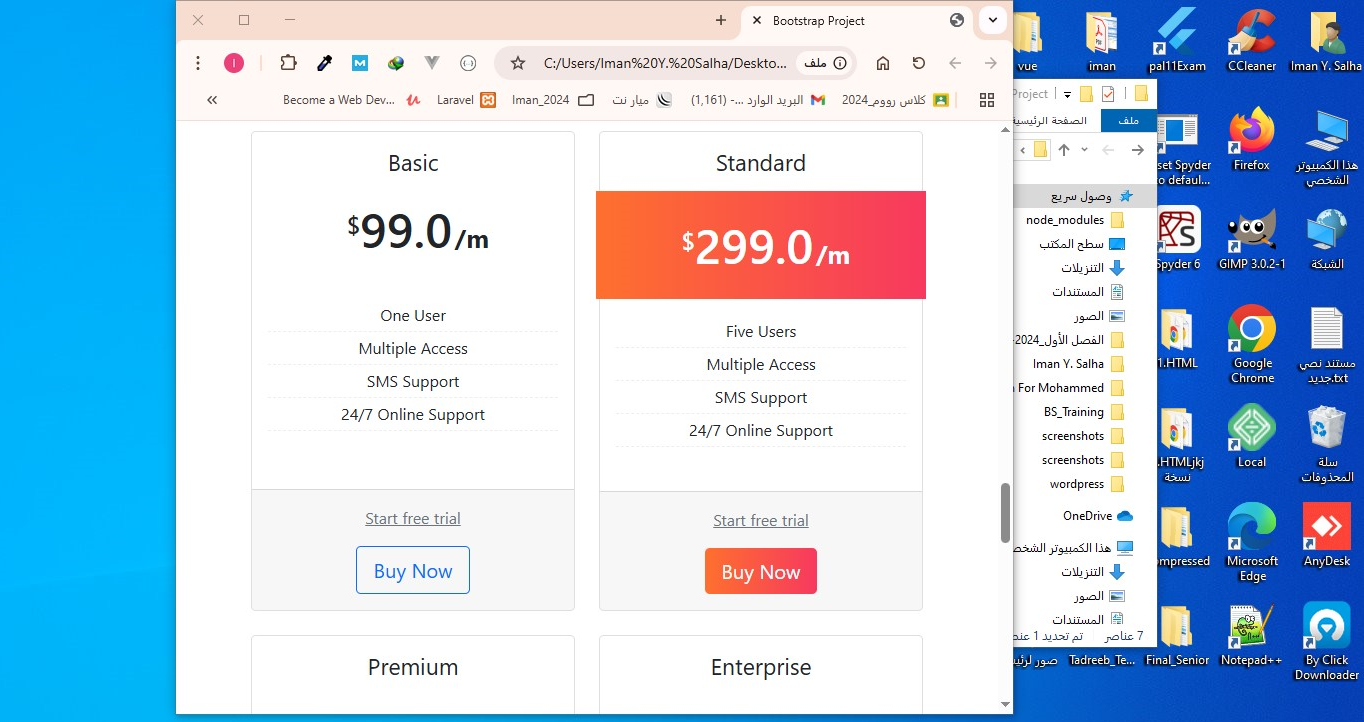 Bootstrap Project
C:/Users/Iman%20Y.%20Salha/Deskto...
ملف
Become a Web Dev...
Laravel
Iman_2024
ميار نت
البريد الوارد -... (1,161)
كلاس رووم_2024
Basic
$99.0/m
One User
Multiple Access
SMS Support
24/7 Online Support
Start free trial
Buy Now
Standard
$299.0/m
Five Users
Multiple Access
SMS Support
24/7 Online Support
Start free trial
Buy Now
Premium
Enterprise
Project
ملف
الصفحة الرئيسية
وصول سريع
node_modules
سطح المكتب
التنزيلات
المستندات
الصور
الفصل الأول_2024-
Iman Y. Salha
For Mohammed
BS_Training
screenshots
screenshots
wordpress
OneDrive
هذا الكمبيوتر الشخص
التنزيلات
الصور
المستندات
7 عناصر
تم تحديد 1 عنص
vue
iman
pal11Exam
CCleaner
Iman Y. Salha
set Spyder
to defaul...
Firefox
هذا الكمبيوتر
الشخصي
Spyder 6
GIMP 3.0.2-1
الشبكة
1.HTML
Google
Chrome
مستند نصي
جديد.txt
.HTMLjkj
نسخة
Local
سلة
المحذوفات
ompressed
Microsoft
Edge
AnyDesk
صور لرئي
Tadreeb_Te...
Final_Senior
Notepad++
By Click
Downloader